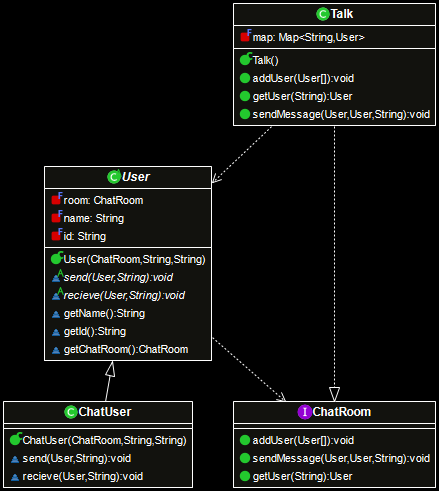 Talk
map: Map<String,User>
Talk()
addUser(User[]):void
getUser(String):User
sendMessage(User,User,String):void
User
room: ChatRoom
name: String
id: String
User(ChatRoom,String,String)
send(User,String):void
recieve(User,String):void
getName():String
getId():String
getChatRoom():ChatRoom
ChatUser
ChatUser(ChatRoom,String,String)
send(User,String):void
recieve(User,String):void
ChatRoom
addUser(User[]):void
sendMessage(User,User,String):void
getUser(String):User